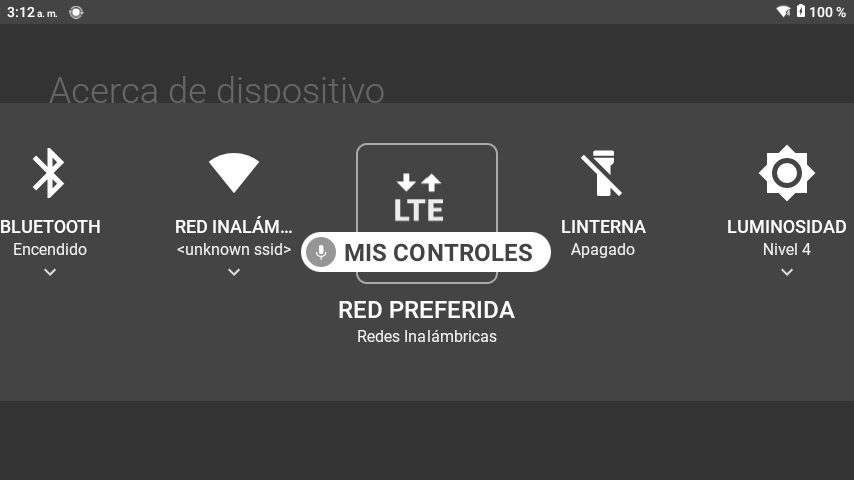 3:12 a. m.
100 %
Acerca de dispositivo
LTE
BLUETOOTH
Encendido
RED INALÁM...
<unknown ssid>
MIS CONTROLES
RED PREFERIDA
Redes Inalámbricas
LINTERNA
Apagado
LUMINOSIDAD
Nivel 4